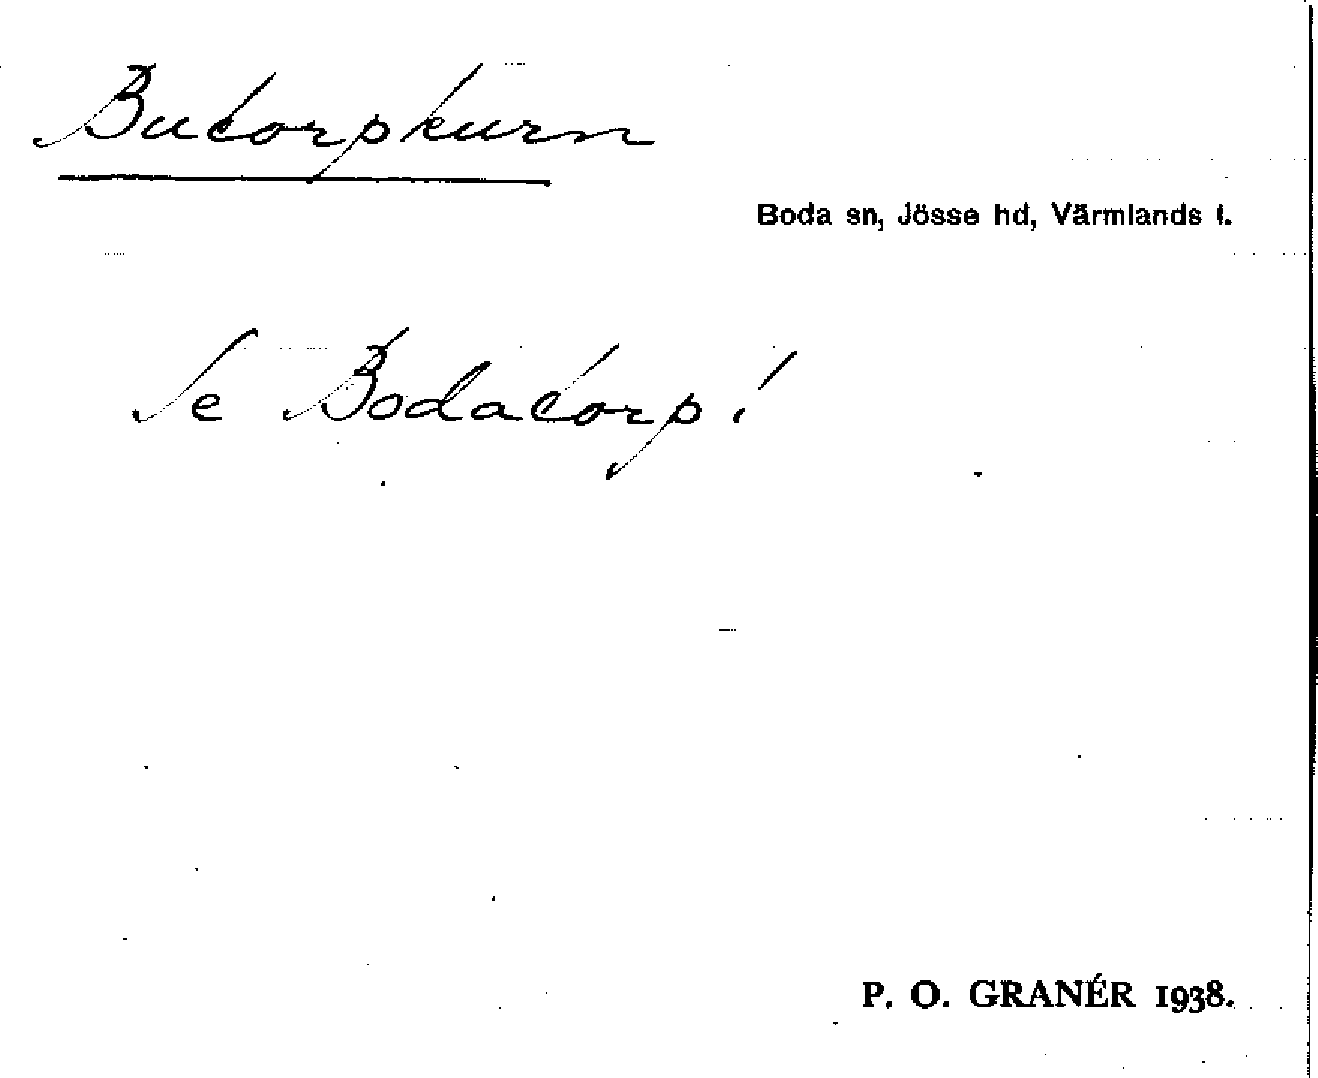 Butorpkurn
Boda sn, Jösse hd, Värmlands l.
Se Bodatorp!
P. O. GRANÉR 1938.